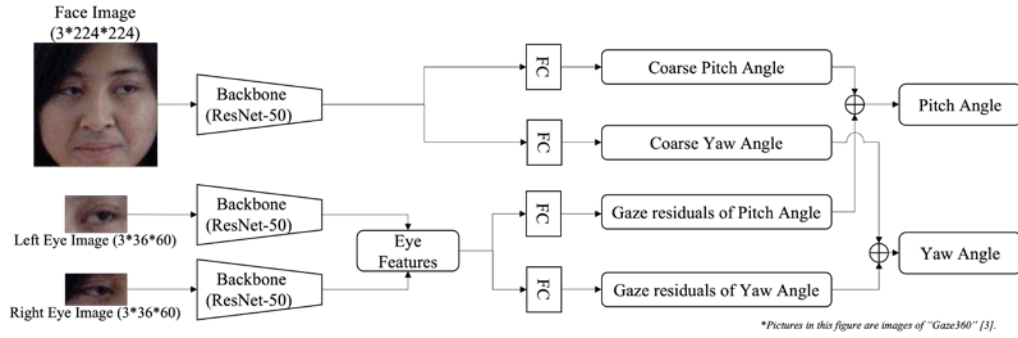 Face Image
(3*224*224)
Backbone
(ResNet-50)
FC
Coarse Pitch Angle
Pitch Angle
FC
Coarse Yaw Angle
Left Eye Image (3*36*60)
Backbone
(ResNet-50)
Eye
Features
FC
Gaze residuals of Pitch Angle
Yaw Angle
Right Eye Image (3*36*60)
Backbone
(ResNet-50)
FC
Gaze residuals of Yaw Angle
*Pictures in this figure are images of "Gaze360" [3].